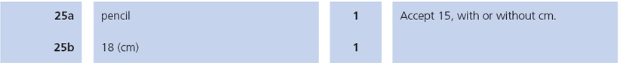 25a pencil 1 Accept 15, with or without cm.
25b 18 (cm) 1